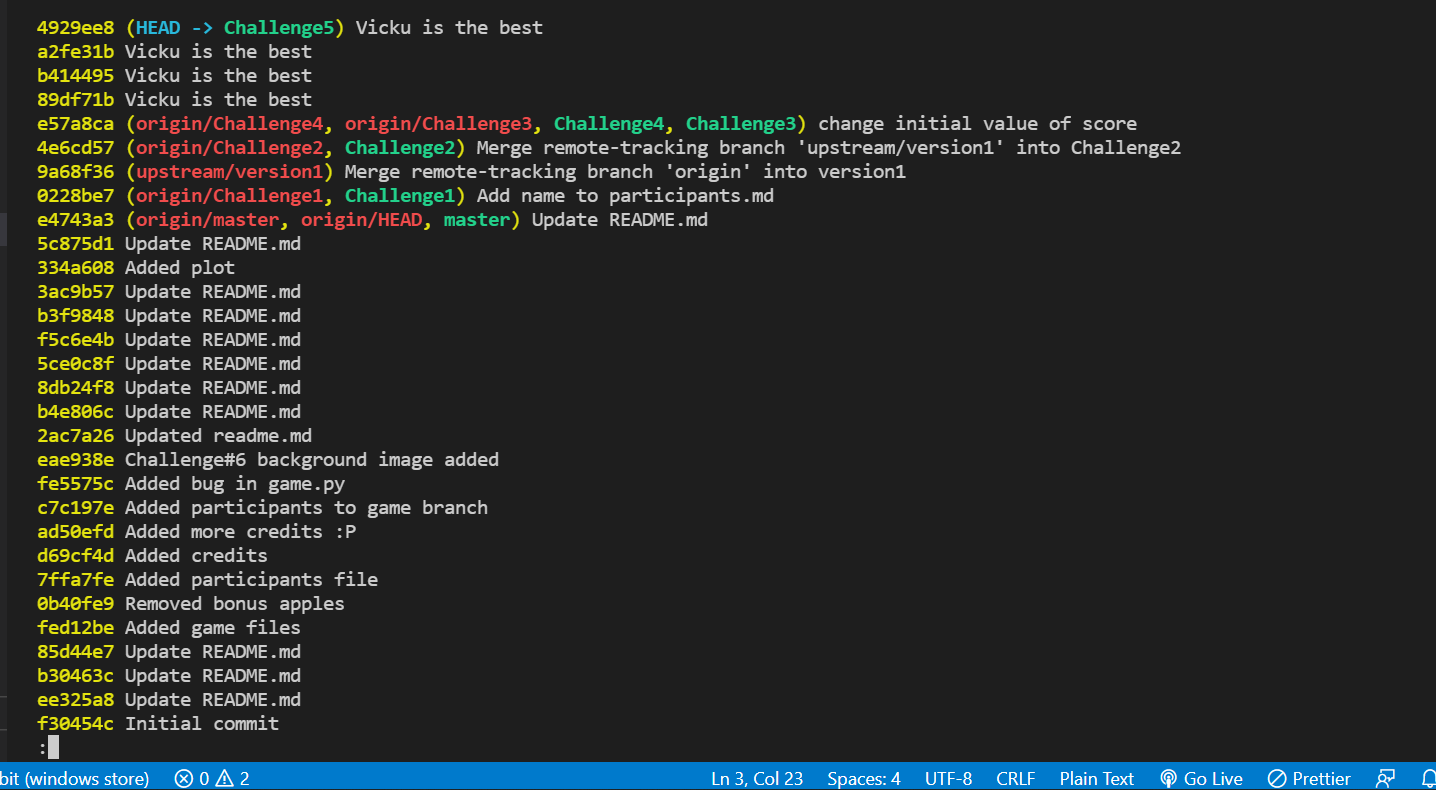 4929ee8 (HEAD -> Challenge5) Vicku is the best
a2fe31b Vicku is the best
b414495 Vicku is the best
89df71b Vicku is the best
e57a8ca (origin/Challenge4, origin/Challenge3, Challenge4, Challenge3) change initial value of score
4e6cd57 (origin/Challenge2, Challenge2) Merge remote-tracking branch 'upstream/version1' into Challenge2
9a68f36 (upstream/version1) Merge remote-tracking branch 'origin' into version1
0228be7 (origin/Challenge1, Challenge1) Add name to participants.md
e4743a3 (origin/master, origin/HEAD, master) Update README.md
5c875d1 Update README.md
334a608 Added plot
3ac9b57 Update README.md
b3f9848 Update README.md
f5c6e4b Update README.md
5ce0c8f Update README.md
8db24f8 Update README.md
b4e806c Update README.md
2ac7a26 Updated readme.md
eae938e Challenge#6 background image added
fe5575c Added bug in game.py
c7c197e Added participants to game branch
ad50efd Added more credits :P
d69cf4d Added credits
7ffa7fe Added participants file
0b40fe9 Removed bonus apples
fed12be Added game files
85d44e7 Update README.md
b30463c Update README.md
ee325a8 Update README.md
f30454c Initial commit
:
bit (windows store) 0 2 Ln 3, Col 23 Spaces: 4 UTF-8 CRLF Plain Text Go Live Prettier